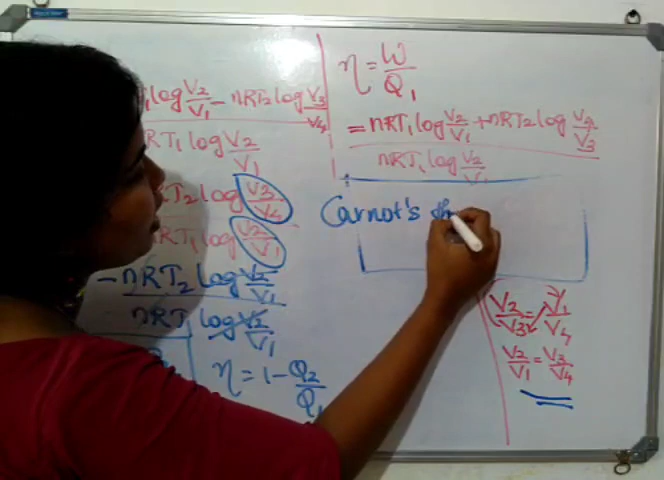 log V2/V1 - nRT2 log V3/V4
RT1 log V2/V1
T2 log V3/V4
RT1 log V2/V1
- nRT2 log V2/V1
nRT log V2/V1
η = 1 - Q2/Q1
η = W/Q1
= nRT1 log V2/V1 + nRT2 log V4/V3
nRT1 log V2/V1
Carnot's
V2/V3 = V1/V4
V2/V1 = V3/V4